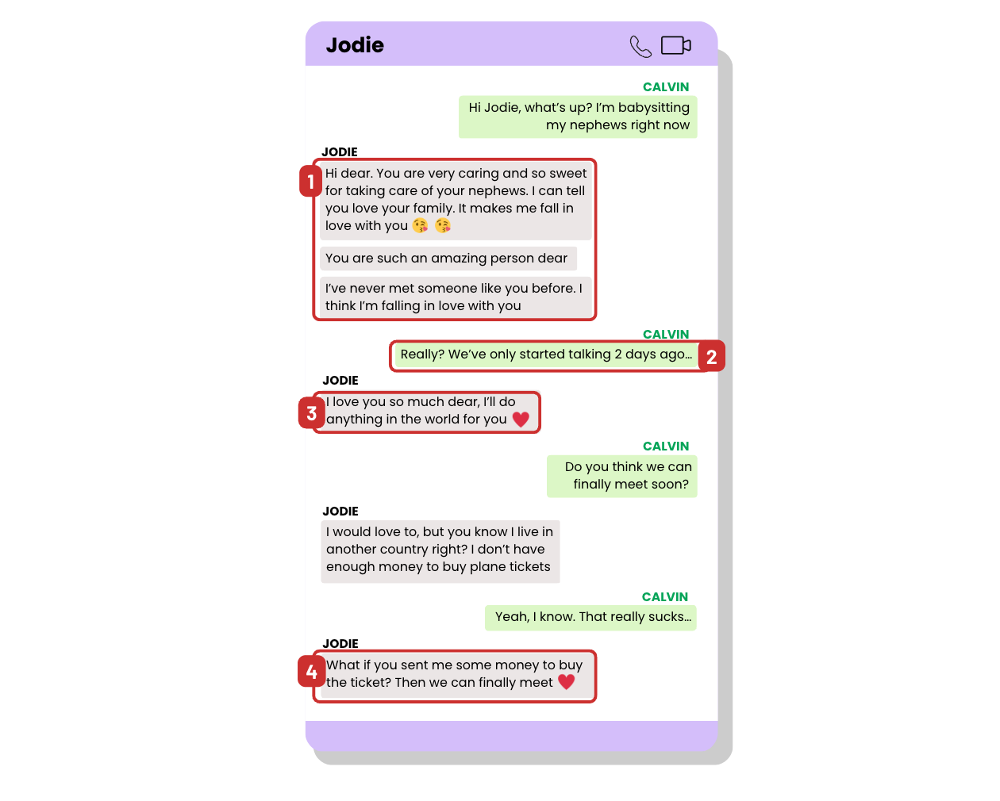 Jodie
CALVIN
Hi Jodie, what’s up? I’m babysitting
my nephews right now
JODIE
1
Hi dear. You are very caring and so sweet
for taking care of your nephews. I can tell
you love your family. It makes me fall in
love with you 😘 😘
You are such an amazing person dear
I’ve never met someone like you before. I
think I’m falling in love with you
CALVIN
Really? We’ve only started talking 2 days ago...
2
JODIE
3
I love you so much dear, I’ll do
anything in the world for you ♥
CALVIN
Do you think we can
finally meet soon?
JODIE
I would love to, but you know I live in
another country right? I don’t have
enough money to buy plane tickets
CALVIN
Yeah, I know. That really sucks...
JODIE
4
What if you sent me some money to buy
the ticket? Then we can finally meet ♥